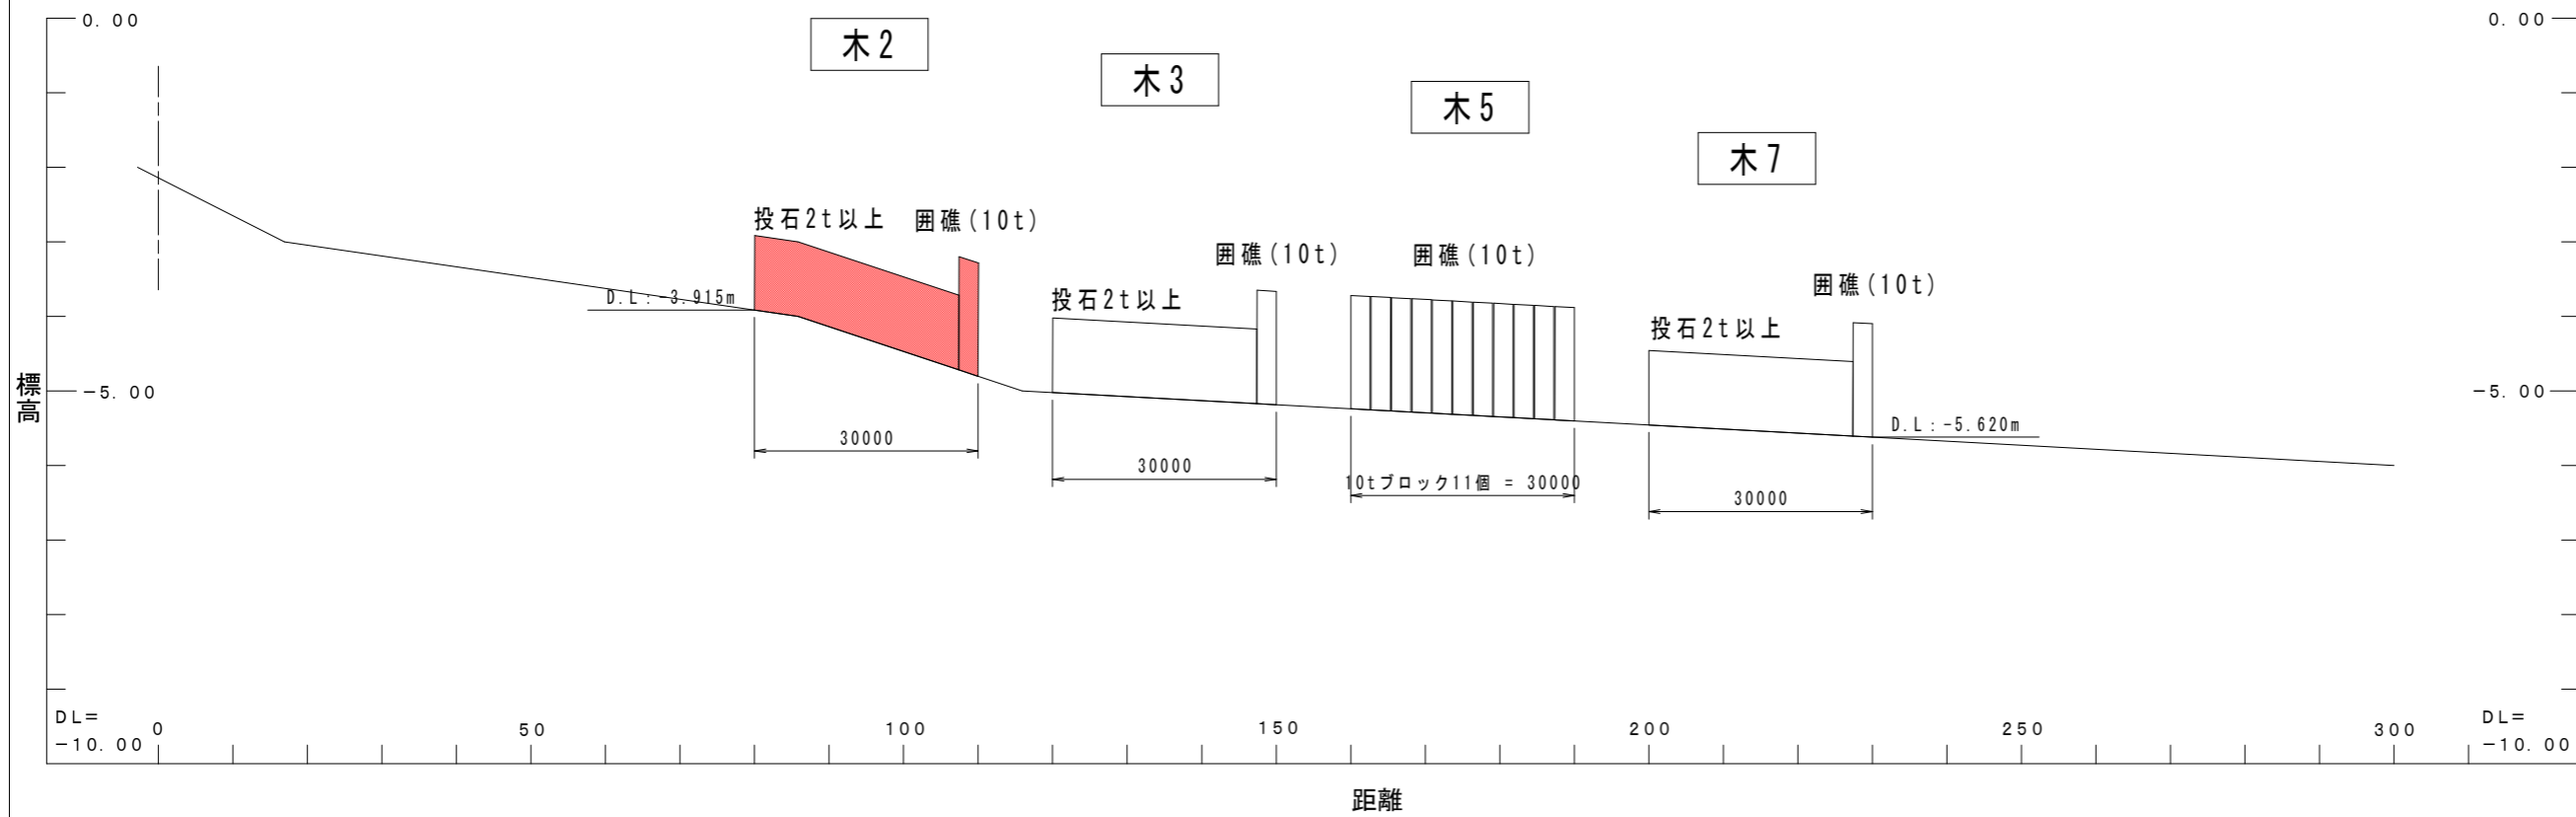 0.00
0.00
木2
木3
木5
木7
投石2t以上
囲礁(10t)
囲礁(10t)
囲礁(10t)
囲礁(10t)
D.L:-3.915m
投石2t以上
投石2t以上
標高
-5.00
-5.00
D.L:-5.620m
30000
30000
10tブロック11個 = 30000
30000
DL=
-10.00
0
50
100
150
200
250
300
DL=
-10.00
距離